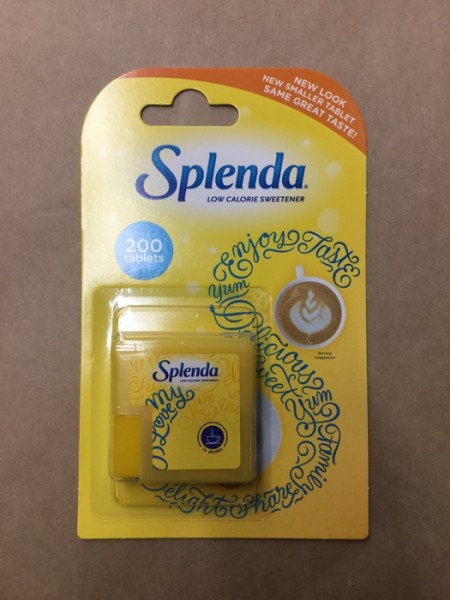 NEW LOOK
NEW SMALLER TABLET
SAME GREAT TASTE!
Splenda®
LOW CALORIE SWEETENER
200
tablets
Enjoy Taste
Yum
Delicious
Sweet
Yum
Family
Share
Delight
Serving
Suggestion
Splenda
LOW CALORIE SWEETENER
My
Love